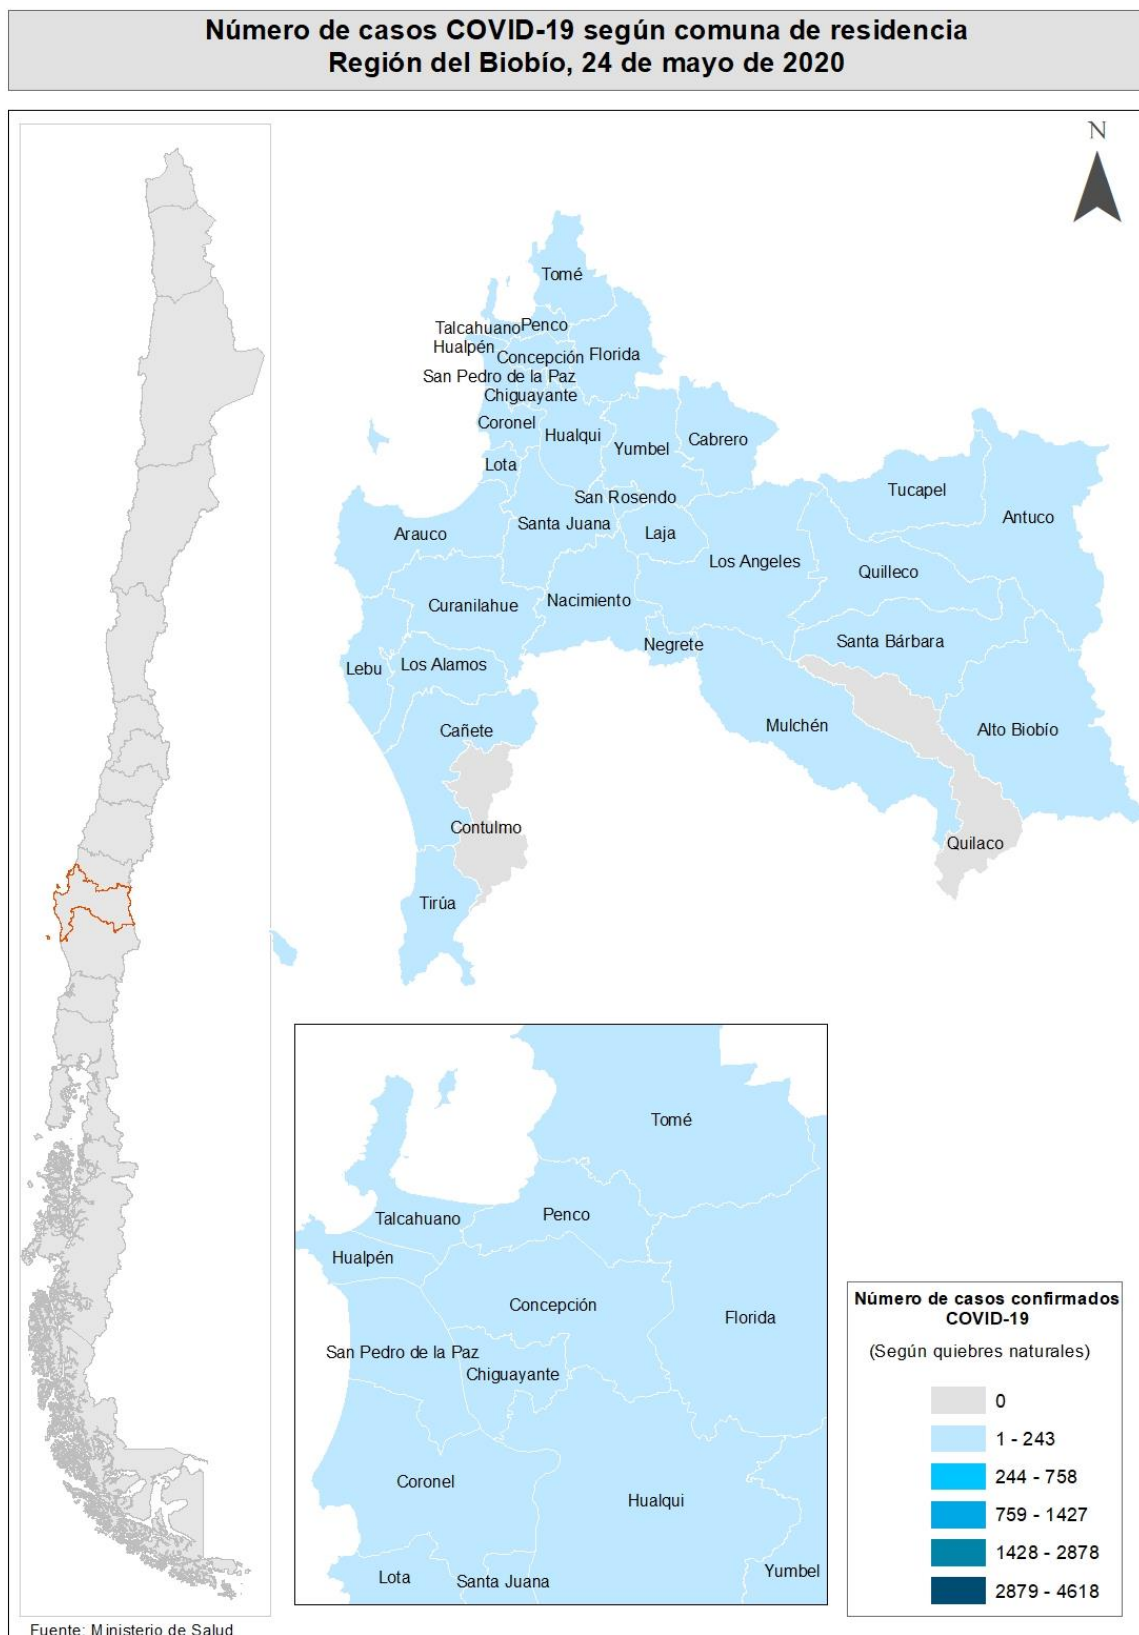 Número de casos COVID-19 según comuna de residencia
Región del Biobío, 24 de mayo de 2020
N
Tomé
Talcahuano
Penco
Hualpén
Concepción
Florida
San Pedro de la Paz
Chiguayante
Coronel
Hualqui
Yumbel
Cabrero
Lota
San Rosendo
Tucapel
Antuco
Arauco
Santa Juana
Laja
Los Angeles
Quilleco
Curanilahue
Nacimiento
Negrete
Santa Bárbara
Lebu
Los Alamos
Cañete
Mulchén
Alto Biobío
Contulmo
Quilaco
Tirúa
Tomé
Talcahuano
Penco
Hualpén
Concepción
Florida
San Pedro de la Paz
Chiguayante
Coronel
Hualqui
Lota
Santa Juana
Yumbel
Número de casos confirmados
COVID-19
(Según quiebres naturales)
0
1 - 243
244 - 758
759 - 1427
1428 - 2878
2879 - 4618
Fuente: Ministerio de Salud